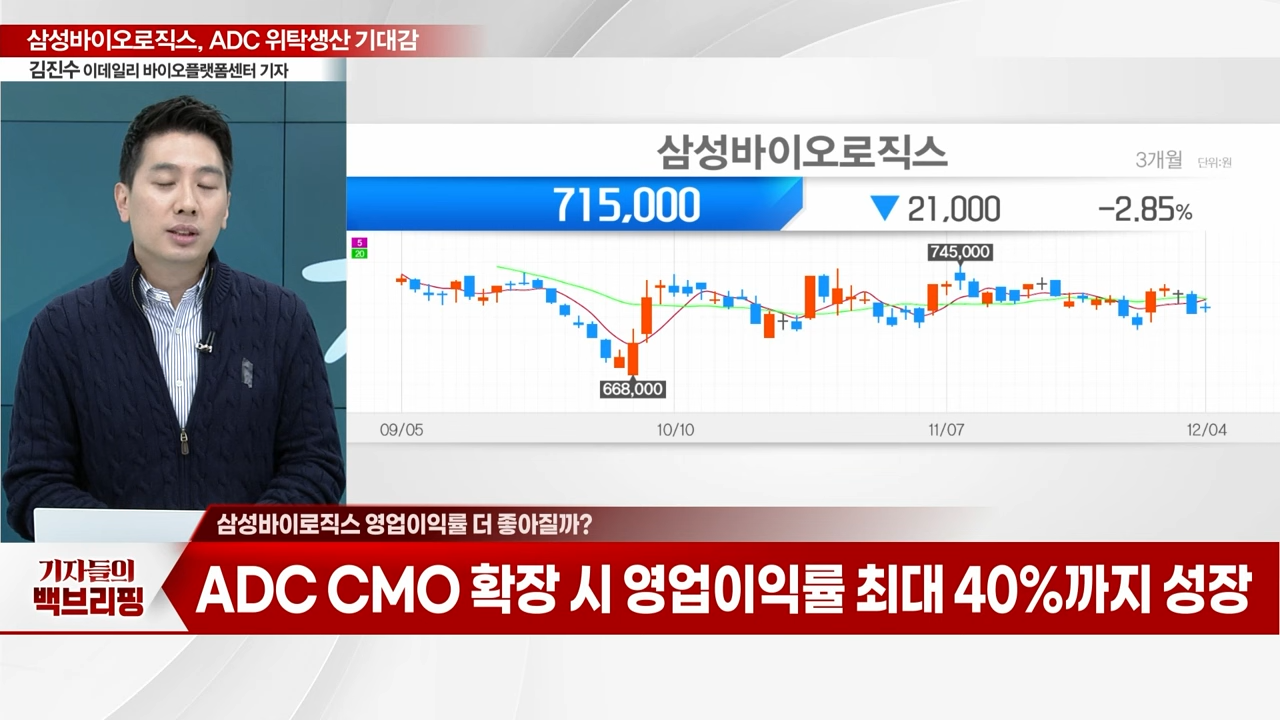 삼성바이오로직스, ADC 위탁생산 기대감
김진수 이데일리 바이오플랫폼센터 기자
삼성바이오로직스
3개월 단위:원
715,000 ▼ 21,000 -2.85%
5
20
745,000
668,000
09/05 10/10 11/07 12/04
삼성바이로직스 영업이익률 더 좋아질까?
기자들의
백브리핑
ADC CMO 확장 시 영업이익률 최대 40%까지 성장